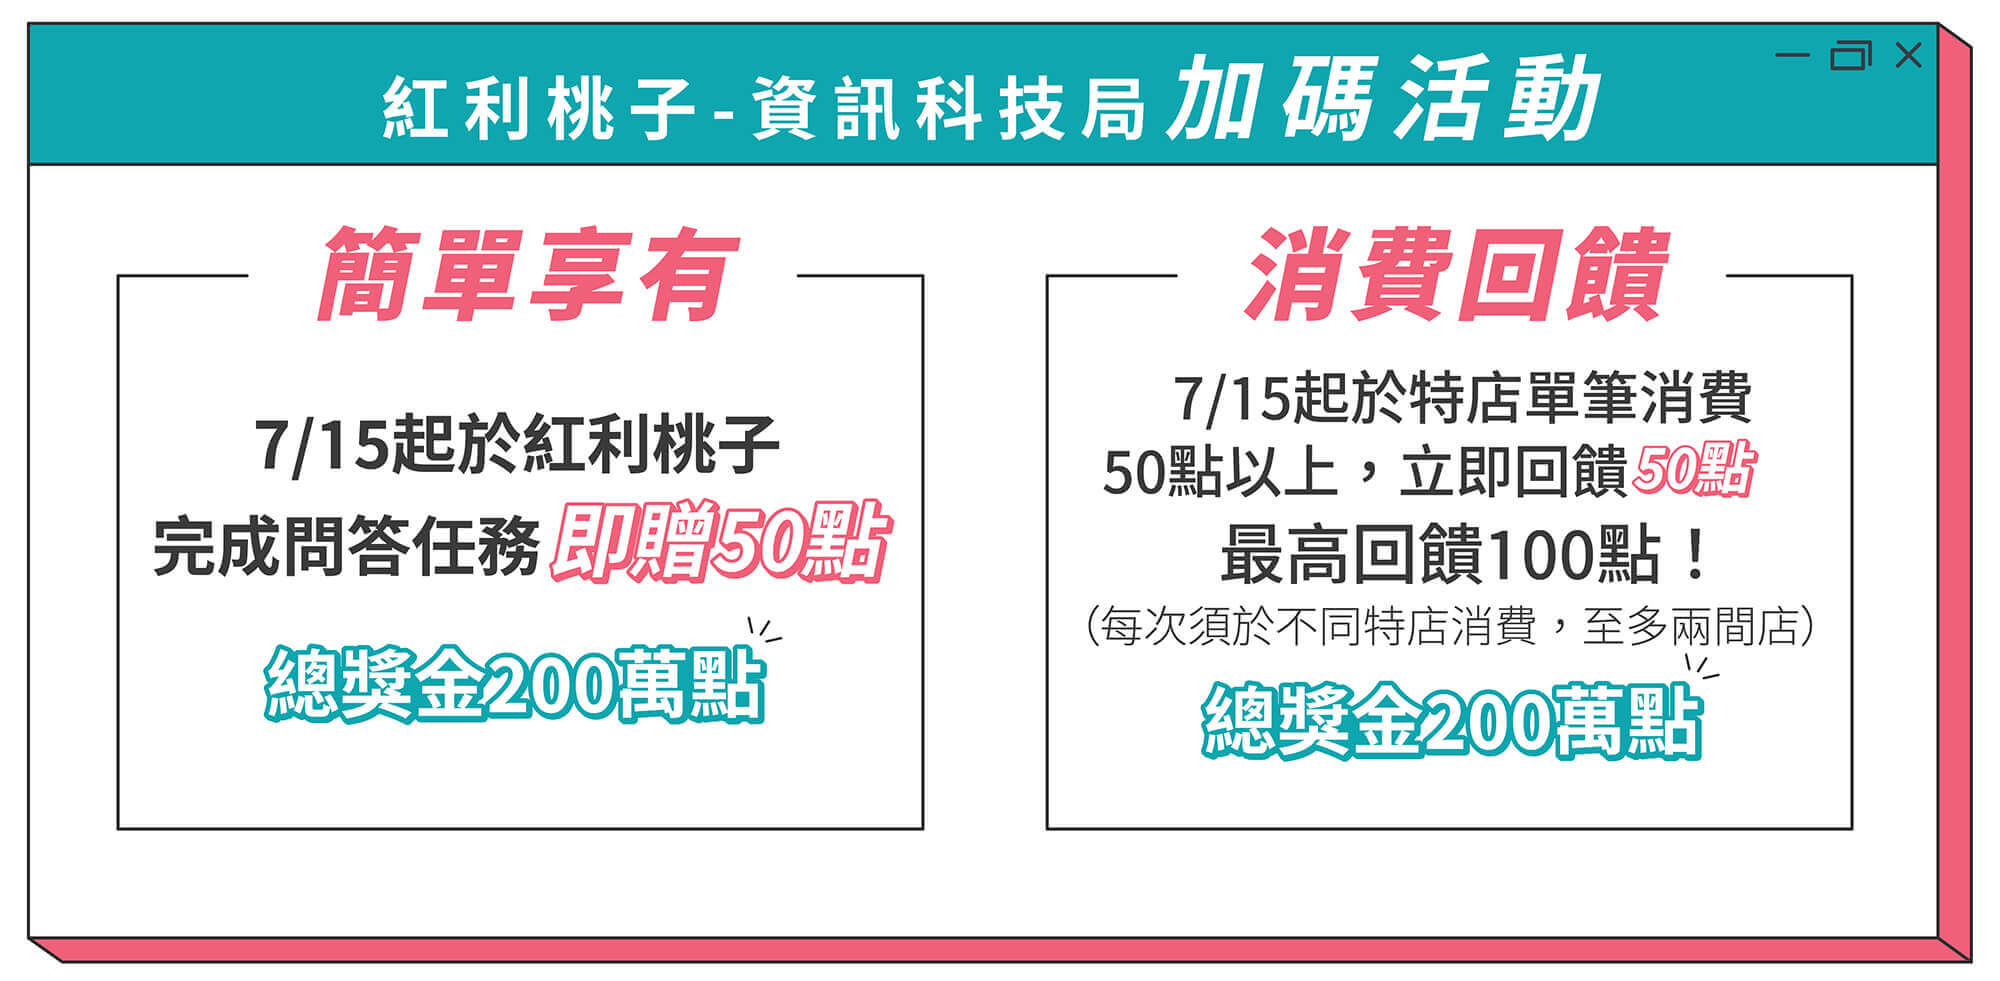 紅利桃子-資訊科技局加碼活動
簡單享有
7/15起於紅利桃子
完成問答任務即贈50點
總獎金200萬點
消費回饋
7/15起於特店單筆消費
50點以上，立即回饋50點
最高回饋100點！
（每次須於不同特店消費，至多兩間店）
總獎金200萬點